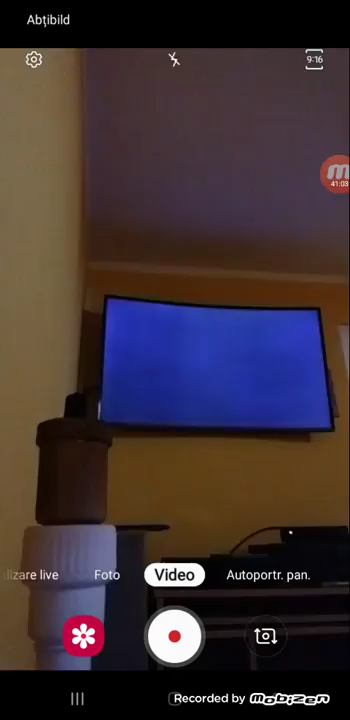 Abțibild
9:16
41:03
lizare live
Foto
Video
Autoportr. pan.
Recorded by mobizen